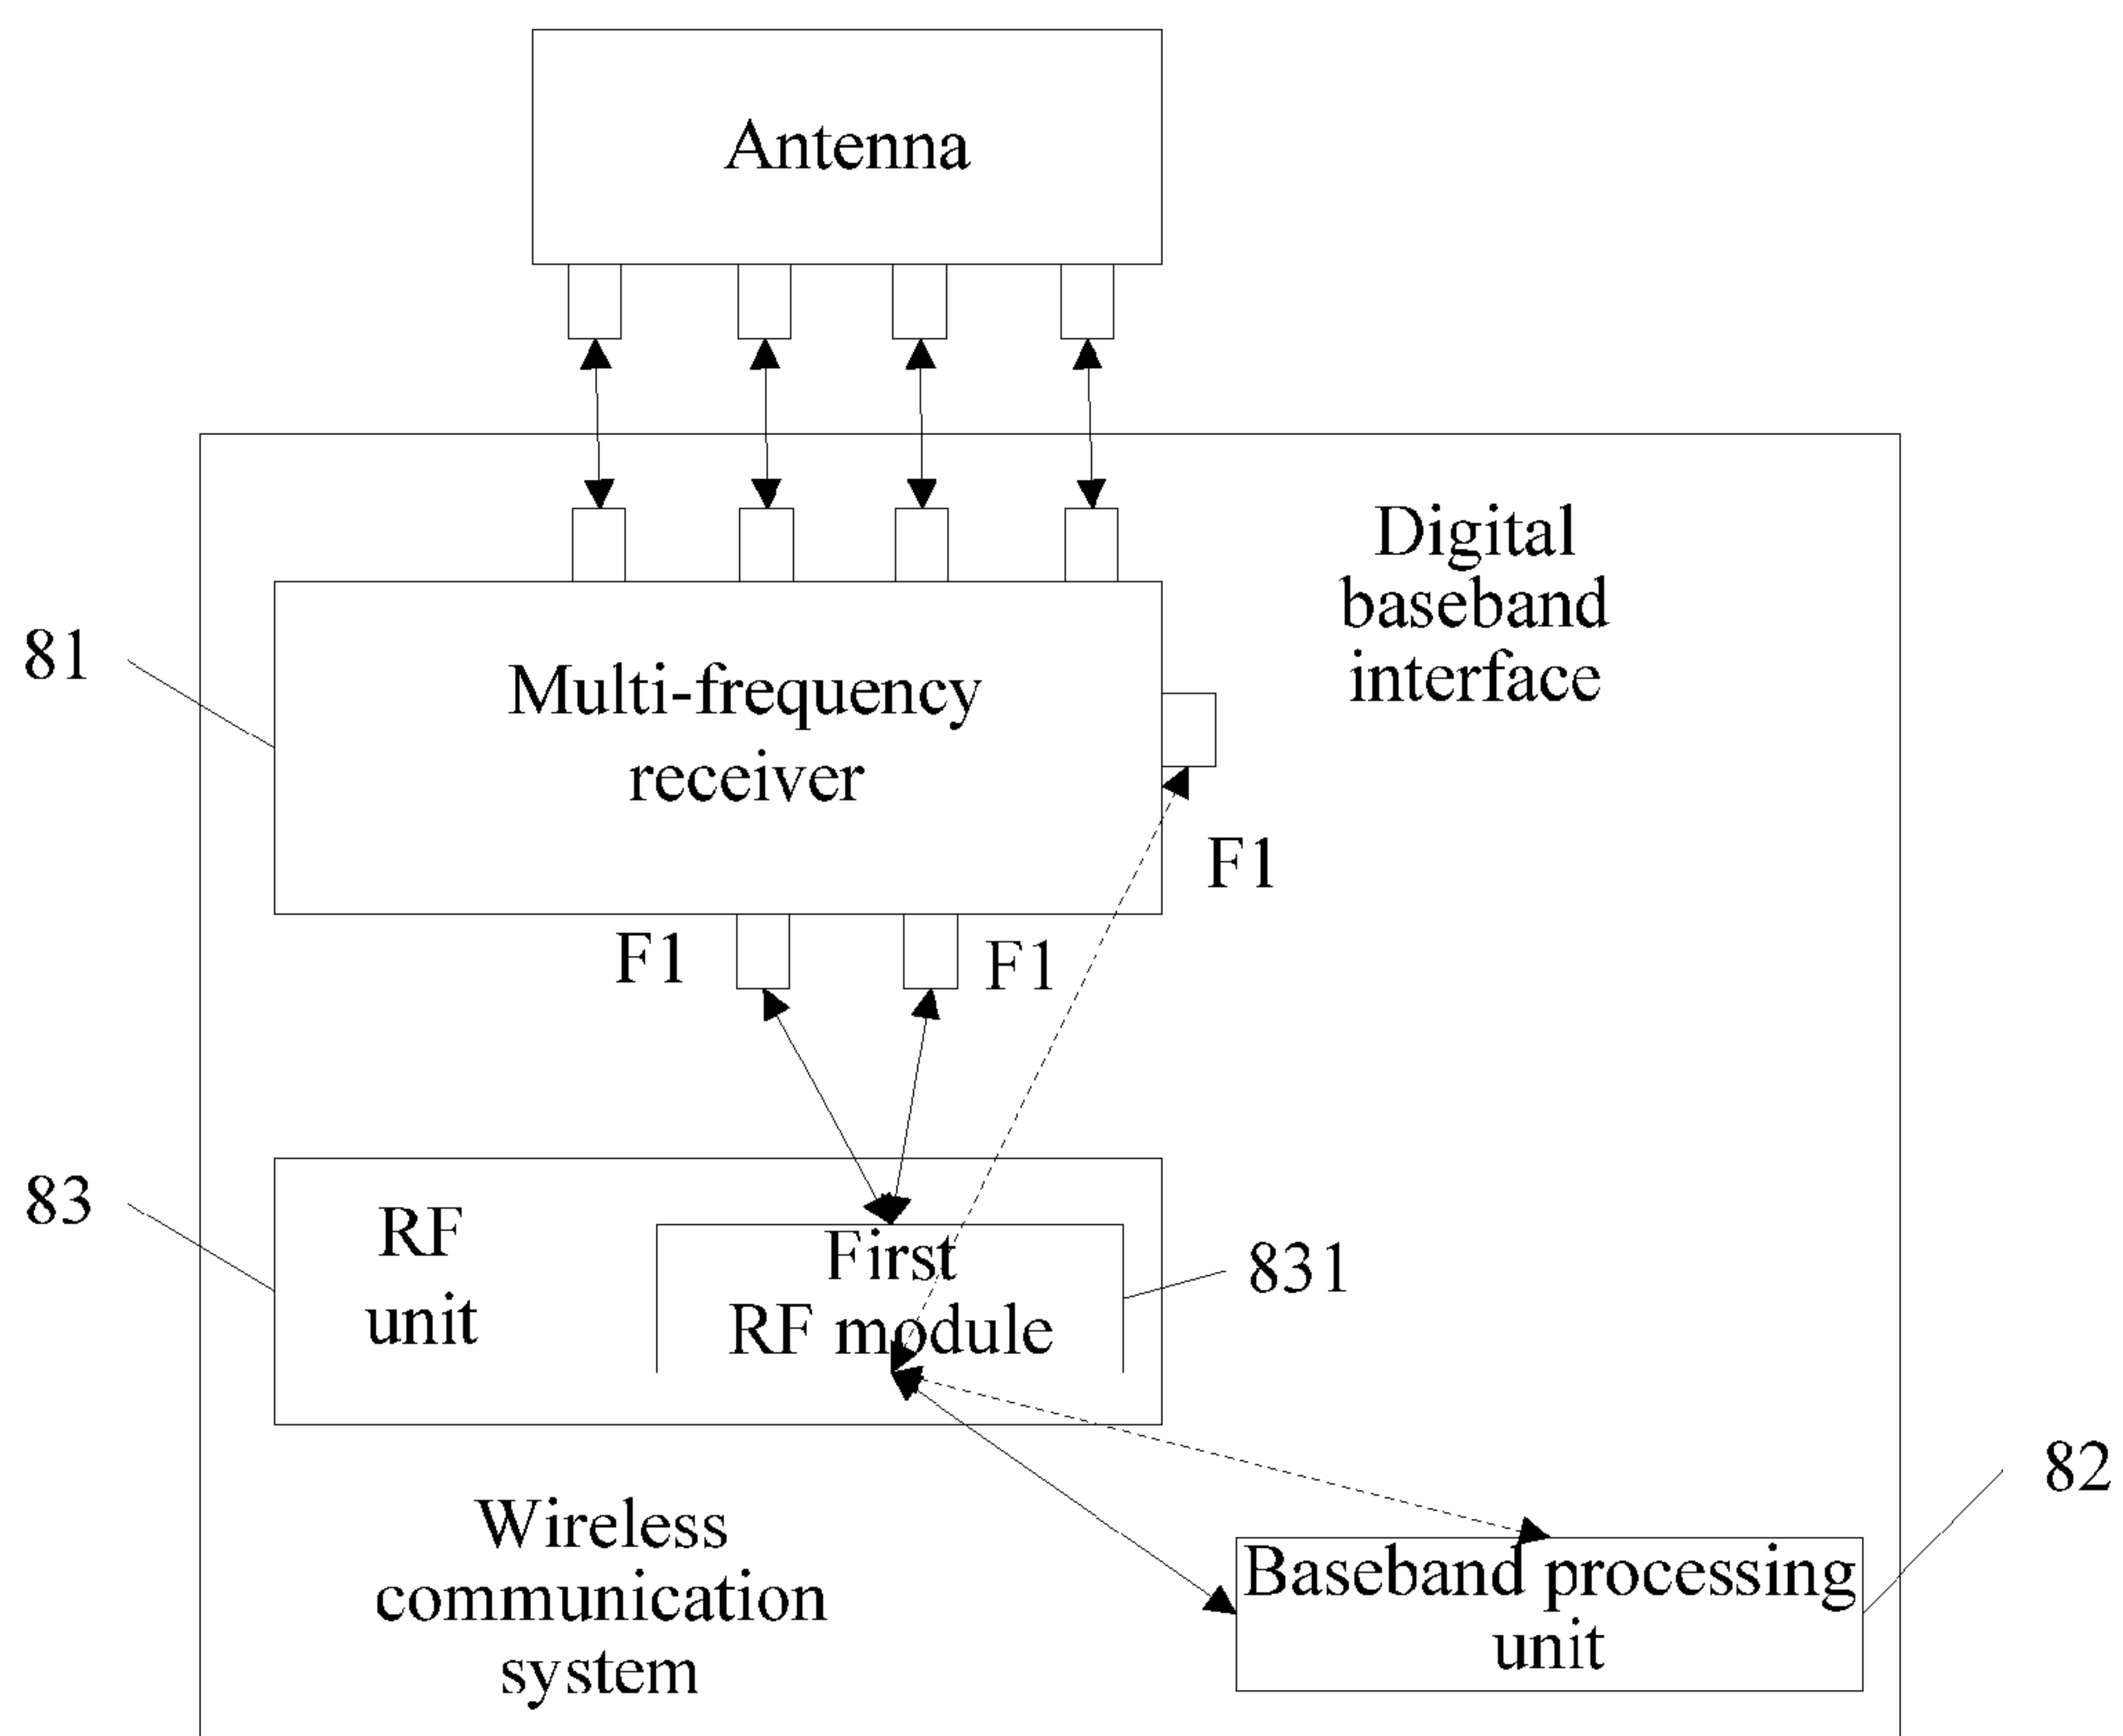 Antenna
Digital
baseband
interface
81
Multi-frequency
receiver
F1
F1
F1
83
RF
unit
First
RF module
831
82
Wireless
communication
system
Baseband processing
unit